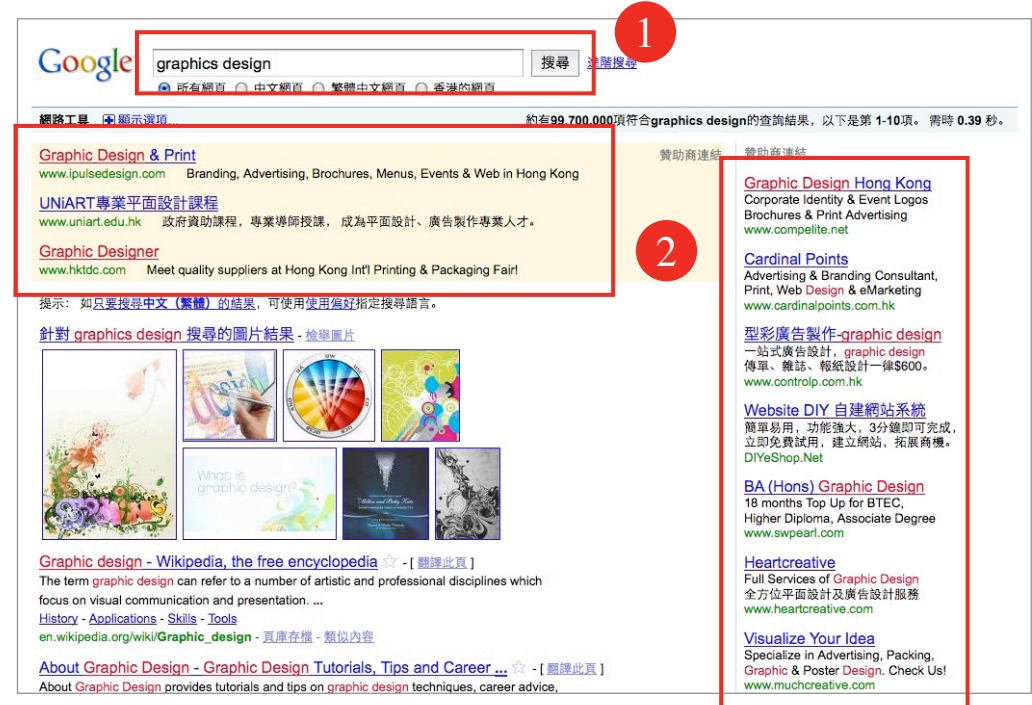 1
Google
graphics design
搜尋
進階搜尋
所有網頁 中文網頁 繁體中文網頁 香港的網頁
網路工具 顯示選項...
約有99,700,000項符合graphics design的查詢結果，以下是第 1-10項。 需時 0.39 秒。
Graphic Design & Print
贊助商連結
www.ipulsedesign.com Branding, Advertising, Brochures, Menus, Events & Web in Hong Kong
UNiART專業平面設計課程
www.uniart.edu.hk 政府資助課程，專業導師授課， 成為平面設計、廣告製作專業人才。
Graphic Designer
www.hktdc.com Meet quality suppliers at Hong Kong Int'l Printing & Packaging Fair!
2
提示： 如只要搜尋中文（繁體）的結果，可使用使用偏好指定搜尋語言。
針對 graphics design 搜尋的圖片結果 - 檢舉圖片
design
What is
graphic design?
Graphic design - Wikipedia, the free encyclopedia ☆ - [ 翻譯此頁 ]
The term graphic design can refer to a number of artistic and professional disciplines which
focus on visual communication and presentation. ...
History - Applications - Skills - Tools
en.wikipedia.org/wiki/Graphic_design - 頁庫存檔 - 類似內容
About Graphic Design - Graphic Design Tutorials, Tips and Career ... ☆ - [ 翻譯此頁 ]
About Graphic Design provides tutorials and tips on graphic design techniques, career advice,
贊助商連結
Graphic Design Hong Kong
Corporate Identity & Event Logos
Brochures & Print Advertising
www.compelite.net
Cardinal Points
Advertising & Branding Consultant,
Print, Web Design & eMarketing
www.cardinalpoints.com.hk
型彩廣告製作-graphic design
一站式廣告設計，graphic design
傳單、雜誌、報紙設計一律$600。
www.controlp.com.hk
Website DIY 自建網站系統
簡單易用，功能強大，3分鐘即可完成，
立即免費試用，建立網站，拓展商機。
DIYeShop.Net
BA (Hons) Graphic Design
18 months Top Up for BTEC,
Higher Diploma, Associate Degree
www.swpearl.com
Heartcreative
Full Services of Graphic Design
全方位平面設計及廣告設計服務
www.heartcreative.com
Visualize Your Idea
Specialize in Advertising, Packing,
Graphic & Poster Design. Check Us!
www.muchcreative.com